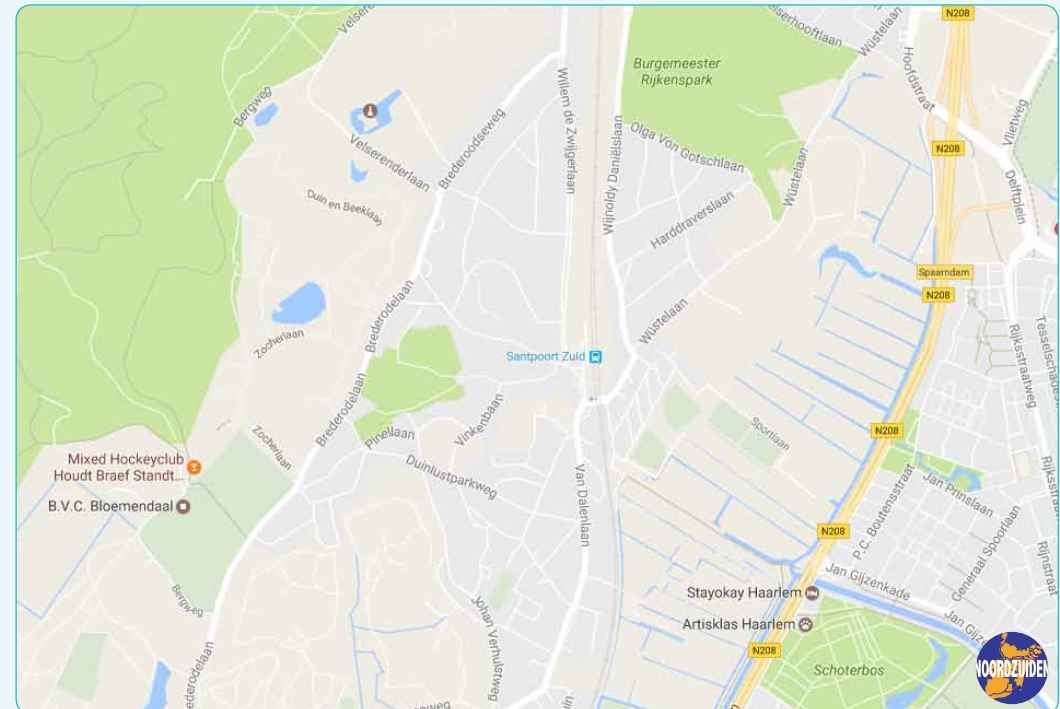 Velserend
Wüstelaan
N208
Burgemeester
Rijkenspark
Hoofdstraat
Bergweg
Willem de Zwijgerlaan
Brederoodseweg
Velserenderlaan
Wijnoldy Daniëlslaan
Olga Von Gotschlaan
Wüstelaan
N208
Vlietweg
Delftplein
Duin en Beeklaan
Harddraverslaan
Spaarndam
N208
Brederodelaan
Zocherlaan
Santpoort Zuid
Wüstelaan
Rijksstraatweg
Brederodelaan
Pinellaan
Vinkenbaan
Sportlaan
N208
Zocherlaan
Mixed Hockeyclub
Houdt Braef Standt...
B.V.C. Bloemendaal
Duinlustparkweg
Van Dalenlaan
Jan Prinslaan
P.C. Boutensstraat
Generaal Spoorlaan
N208
Rijnstraat
Jan Gijzenkade
Bergweg
Johan Verhulstweg
Stayokay Haarlem
Artisklas Haarlem
N208
Schoterbos
NOORDZUIDEN